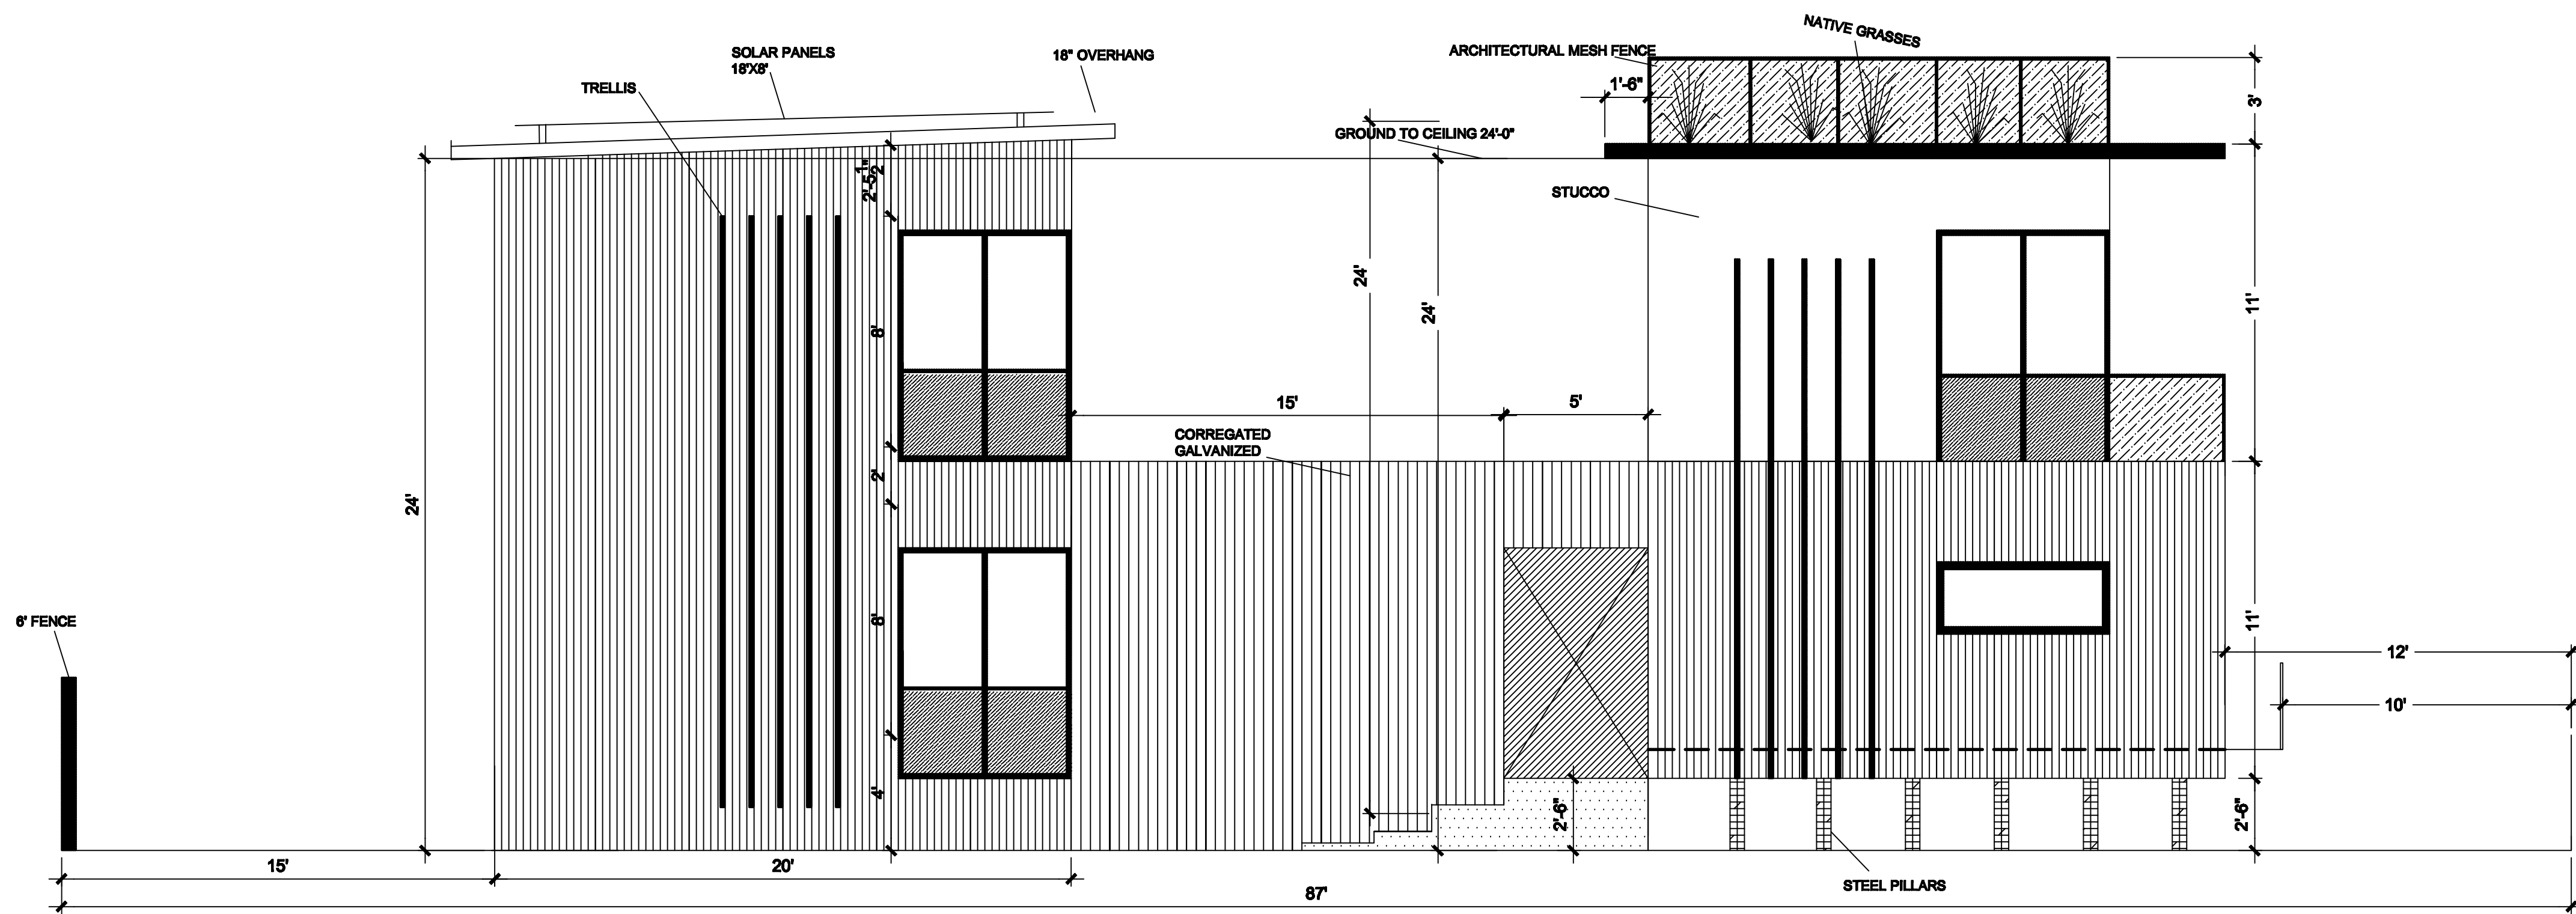 NATIVE GRASSES
SOLAR PANELS
18'X8'
18" OVERHANG
ARCHITECTURAL MESH FENCE
TRELLIS
1'-6"
3'
GROUND TO CEILING 24'-0"
2'-5 1/2"
STUCCO
24'
24'
11'
8'
15'
5'
CORREGATED
GALVANIZED
2'
24'
6' FENCE
8'
11'
12'
10'
4'
2'-6"
2'-6"
15'
20'
87'
STEEL PILLARS